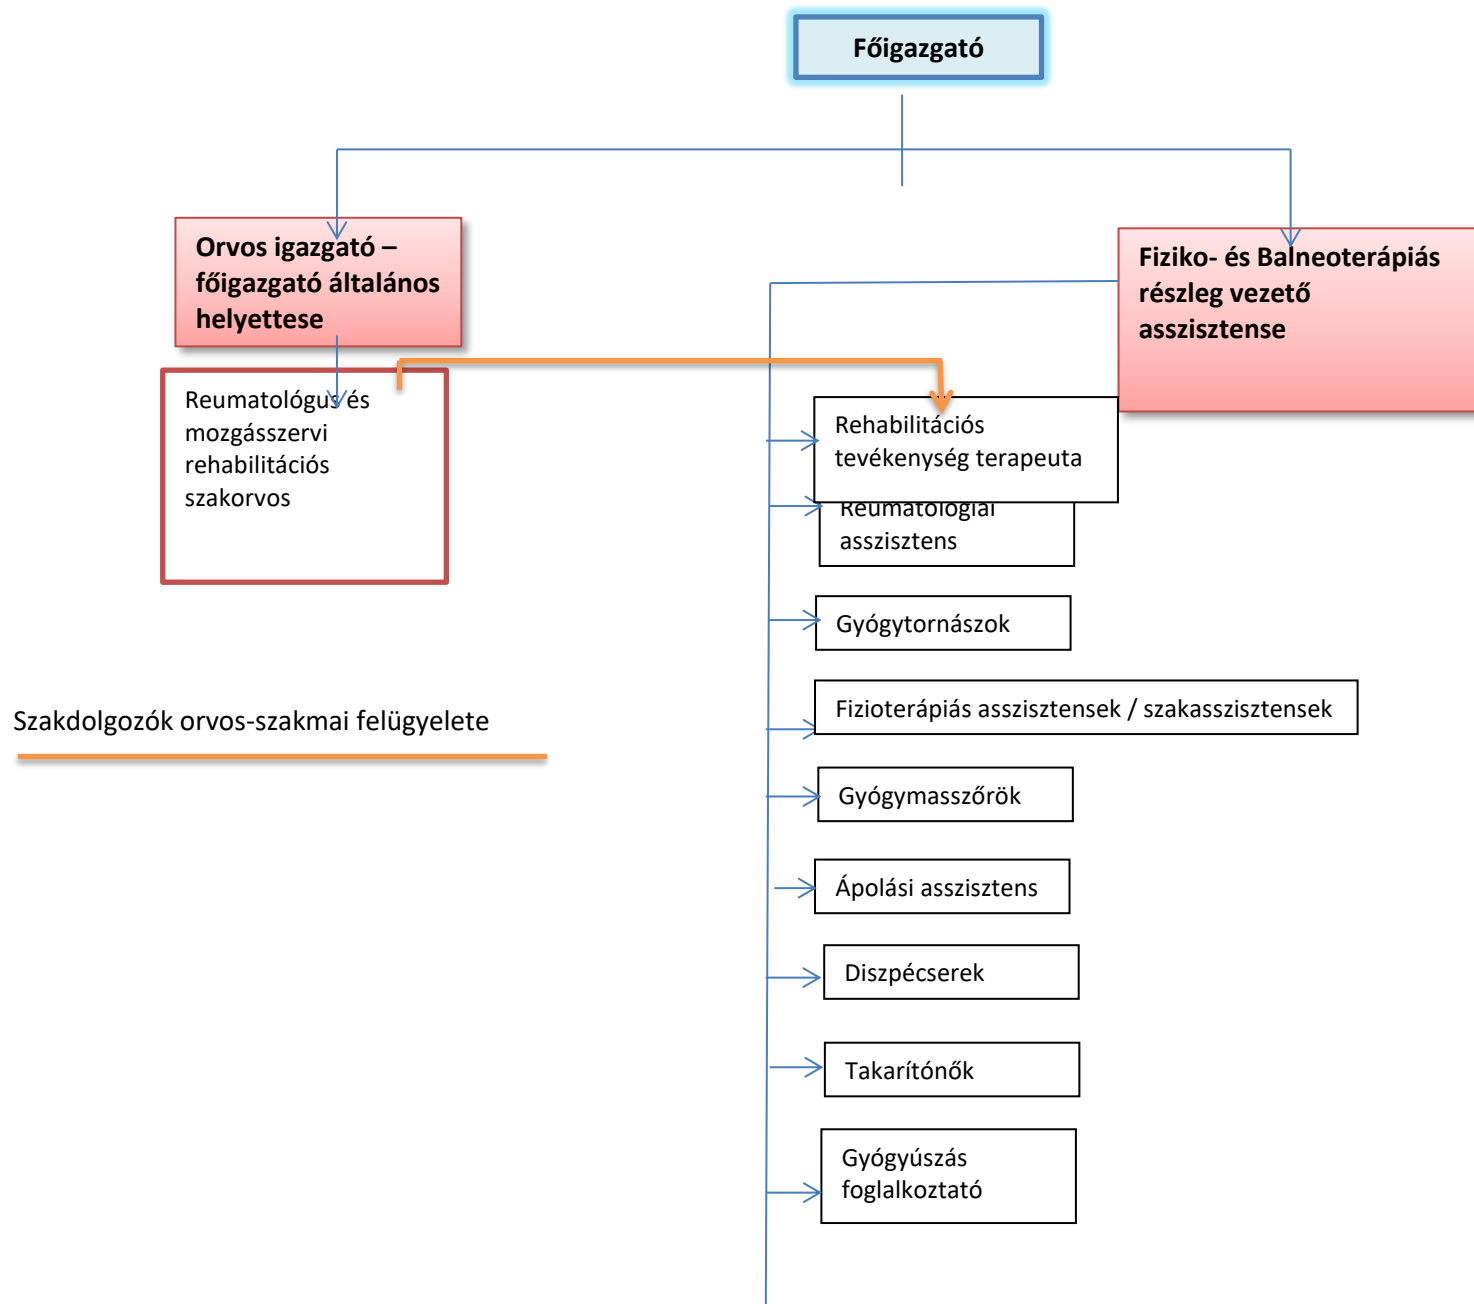 Főigazgató
Orvos igazgató –
főigazgató általános
helyettese
Fiziko- és Balneoterápiás
részleg vezető
asszisztense
Reumatológus és
mozgásszervi
rehabilitációs
szakorvos
Rehabilitációs
tevékenység terapeuta
Reumatológiai
asszisztens
Gyógytornászok
Szakdolgozók orvos-szakmai felügyelete
Fizioterápiás asszisztensek / szakasszisztensek
Gyógymasszőrök
Ápolási asszisztens
Diszpécserek
Takarítónők
Gyógyúszás
foglalkoztató